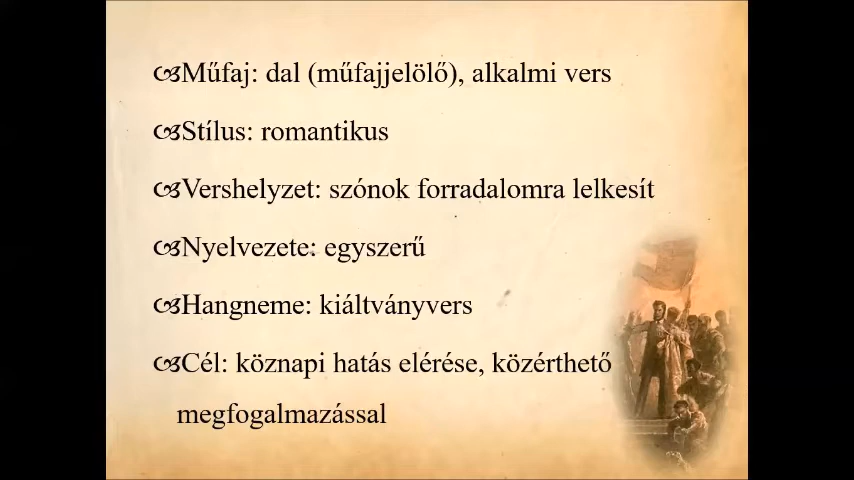 Műfaj: dal (műfajjelölő), alkalmi vers
Stílus: romantikus
Vershelyzet: szónok forradalomra lelkesít
Nyelvezete: egyszerű
Hangneme: kiáltványvers
Cél: köznapi hatás elérése, közérthető
megfogalmazással